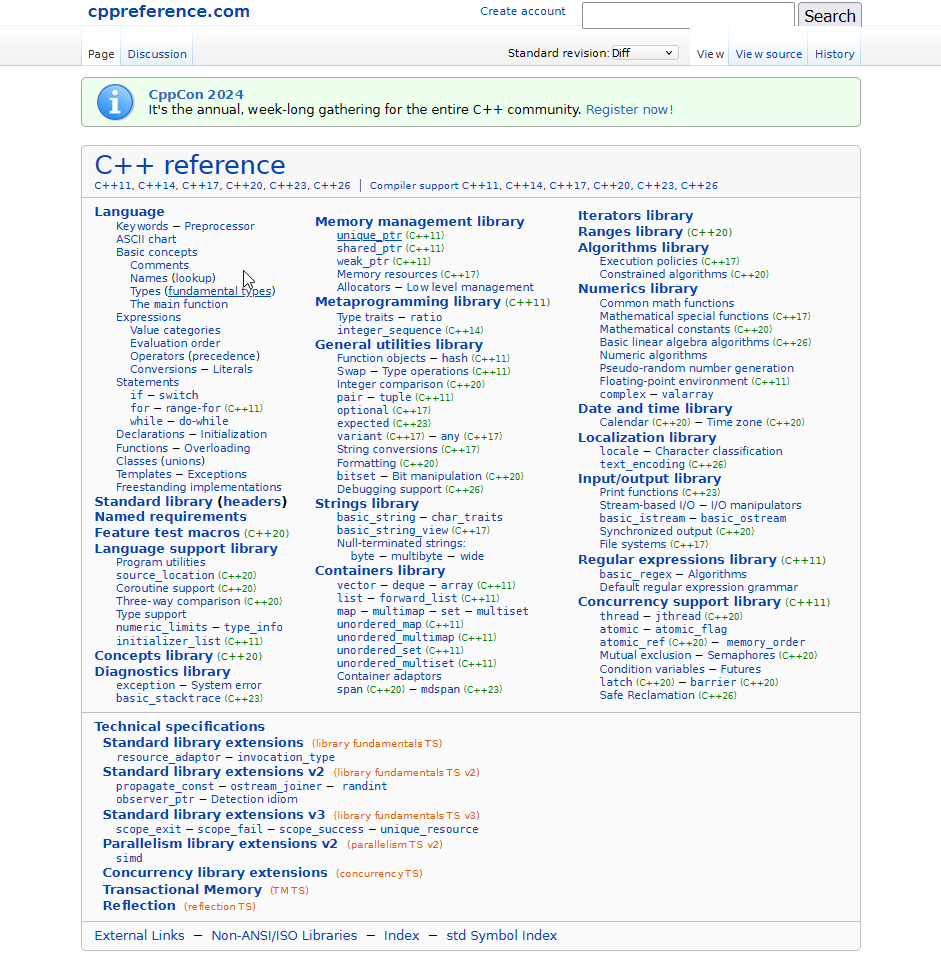 cppreference.com
Create account
Search
Page Discussion
Standard revision: Diff
View View source History
CppCon 2024
It's the annual, week-long gathering for the entire C++ community. Register now!
C++ reference
C++11, C++14, C++17, C++20, C++23, C++26 | Compiler support C++11, C++14, C++17, C++20, C++23, C++26
Language
Keywords − Preprocessor
ASCII chart
Basic concepts
Comments
Names (lookup)
Types (fundamental types)
The main function
Expressions
Value categories
Evaluation order
Operators (precedence)
Conversions − Literals
Statements
if − switch
for − range-for (C++11)
while − do-while
Declarations − Initialization
Functions − Overloading
Classes (unions)
Templates − Exceptions
Freestanding implementations
Standard library (headers)
Named requirements
Feature test macros (C++20)
Language support library
Program utilities
source_location (C++20)
Coroutine support (C++20)
Three-way comparison (C++20)
Type support
numeric_limits − type_info
initializer_list (C++11)
Concepts library (C++20)
Diagnostics library
exception − System error
basic_stacktrace (C++23)
Memory management library
unique_ptr (C++11)
shared_ptr (C++11)
weak_ptr (C++11)
Memory resources (C++17)
Allocators − Low level management
Metaprogramming library (C++11)
Type traits − ratio
integer_sequence (C++14)
General utilities library
Function objects − hash (C++11)
Swap − Type operations (C++11)
Integer comparison (C++20)
pair − tuple (C++11)
optional (C++17)
expected (C++23)
variant (C++17) − any (C++17)
String conversions (C++17)
Formatting (C++20)
bitset − Bit manipulation (C++20)
Debugging support (C++26)
Strings library
basic_string − char_traits
basic_string_view (C++17)
Null-terminated strings:
byte − multibyte − wide
Containers library
vector − deque − array (C++11)
list − forward_list (C++11)
map − multimap − set − multiset
unordered_map (C++11)
unordered_multimap (C++11)
unordered_set (C++11)
unordered_multiset (C++11)
Container adaptors
span (C++20) − mdspan (C++23)
Iterators library
Ranges library (C++20)
Algorithms library
Execution policies (C++17)
Constrained algorithms (C++20)
Numerics library
Common math functions
Mathematical special functions (C++17)
Mathematical constants (C++20)
Basic linear algebra algorithms (C++26)
Numeric algorithms
Pseudo-random number generation
Floating-point environment (C++11)
complex − valarray
Date and time library
Calendar (C++20) − Time zone (C++20)
Localization library
locale − Character classification
text_encoding (C++26)
Input/output library
Print functions (C++23)
Stream-based I/O − I/O manipulators
basic_istream − basic_ostream
Synchronized output (C++20)
File systems (C++17)
Regular expressions library (C++11)
basic_regex − Algorithms
Default regular expression grammar
Concurrency support library (C++11)
thread − jthread (C++20)
atomic − atomic_flag
atomic_ref (C++20) − memory_order
Mutual exclusion − Semaphores (C++20)
Condition variables − Futures
latch (C++20) − barrier (C++20)
Safe Reclamation (C++26)
Technical specifications
Standard library extensions (library fundamentals TS)
resource_adaptor − invocation_type
Standard library extensions v2 (library fundamentals TS v2)
propagate_const − ostream_joiner − randint
observer_ptr − Detection idiom
Standard library extensions v3 (library fundamentals TS v3)
scope_exit − scope_fail − scope_success − unique_resource
Parallelism library extensions v2 (parallelism TS v2)
simd
Concurrency library extensions (concurrency TS)
Transactional Memory (TM TS)
Reflection (reflection TS)
External Links − Non-ANSI/ISO Libraries − Index − std Symbol Index